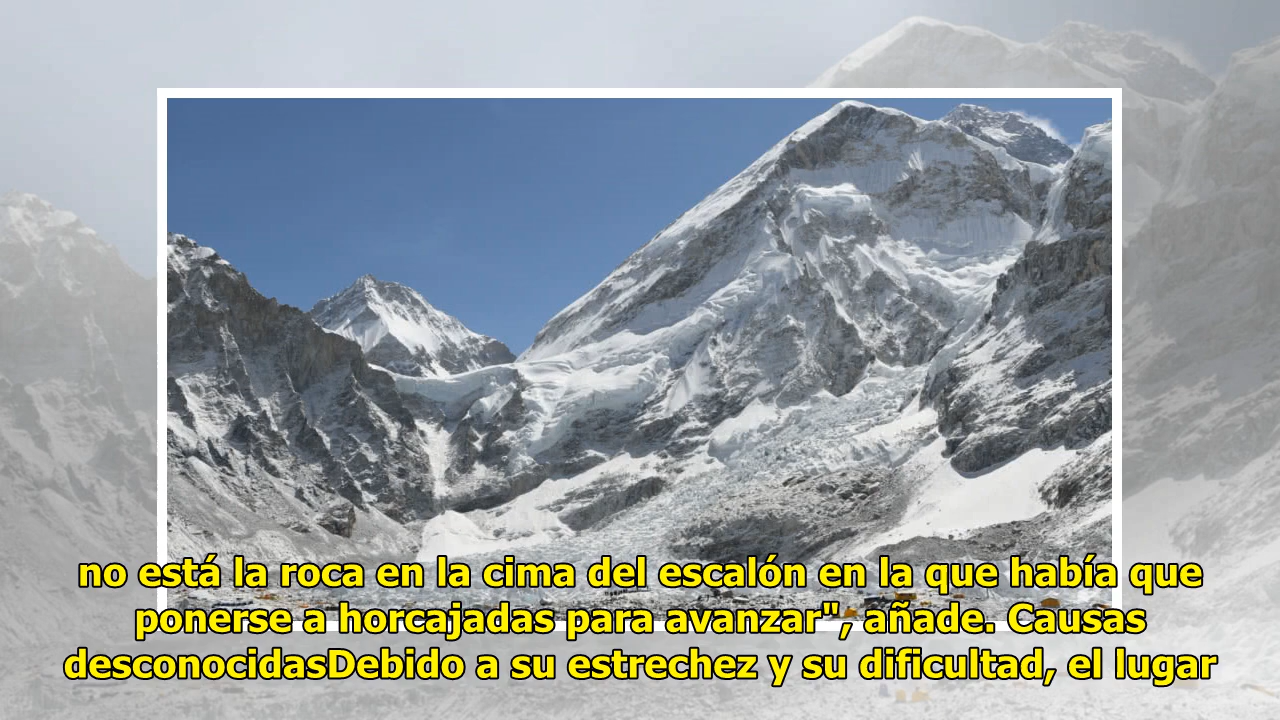 no está la roca en la cima del escalón en la que había que
ponerse a horcajadas para avanzar", añade. Causas
desconocidasDebido a su estrechez y su dificultad, el lugar